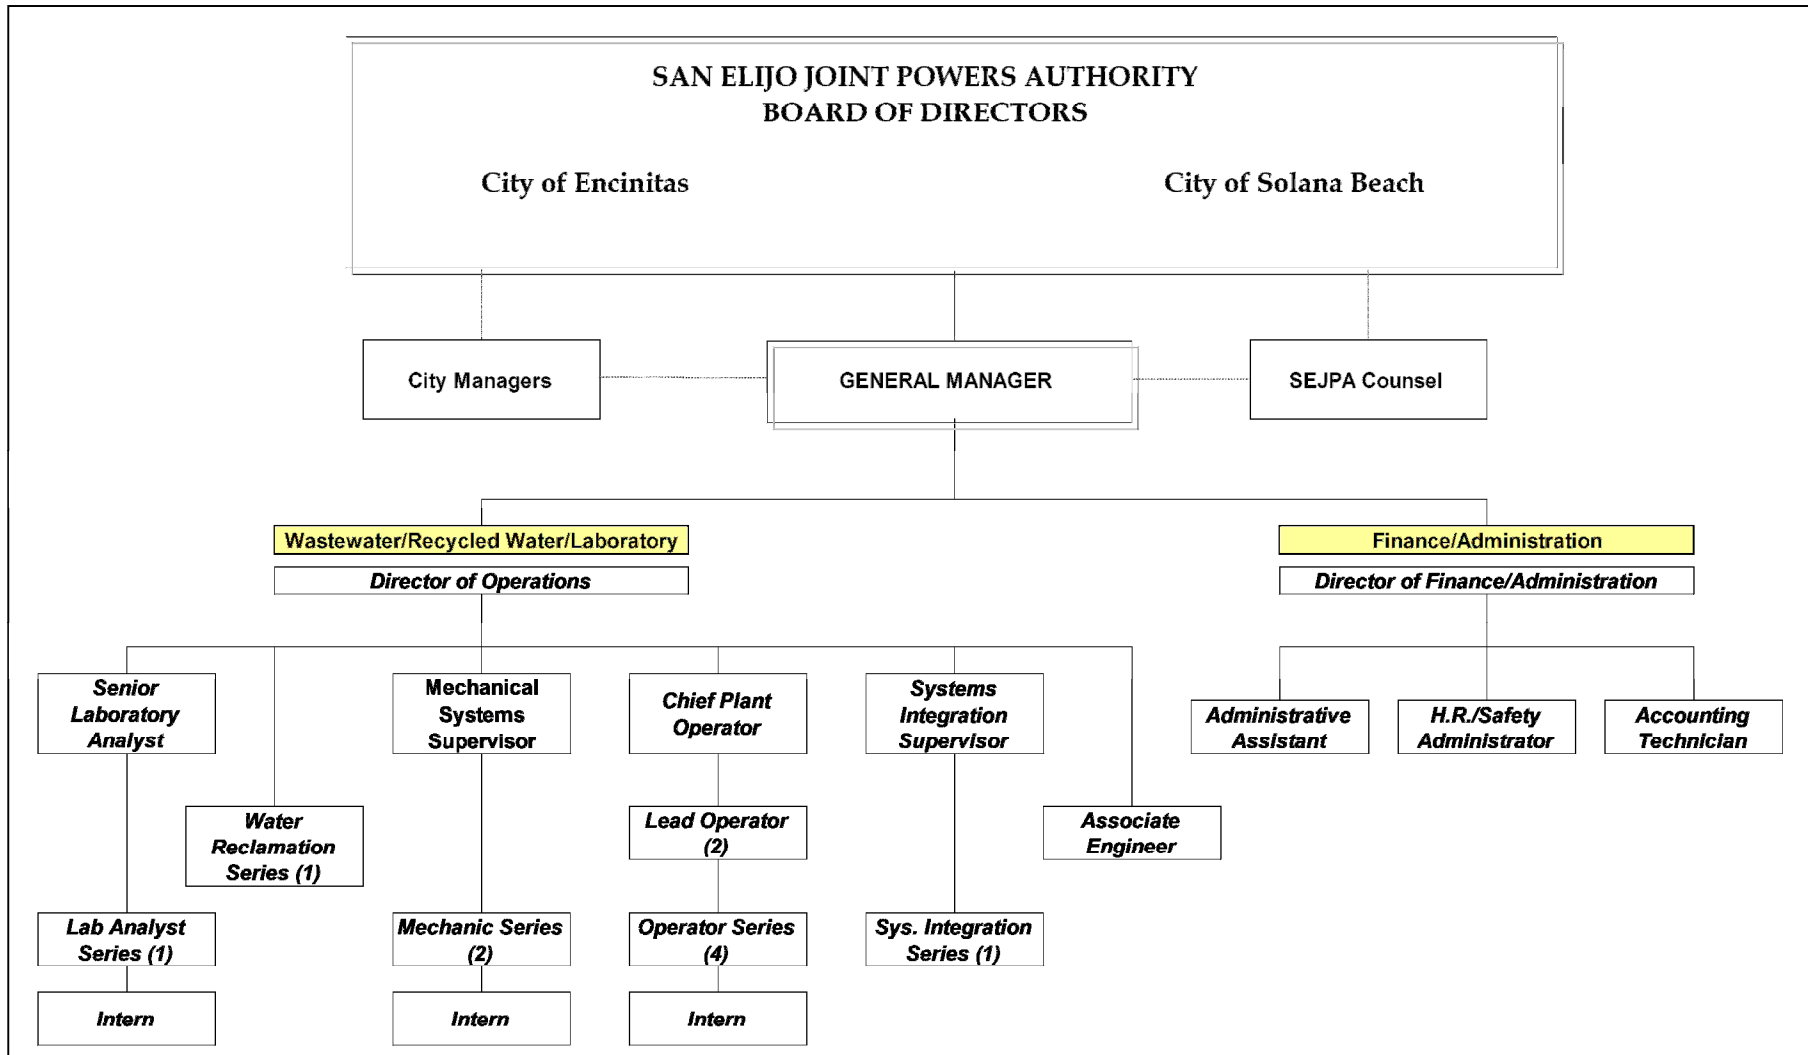 SAN ELIJO JOINT POWERS AUTHORITY
BOARD OF DIRECTORS
City of Encinitas
City of Solana Beach
City Managers
GENERAL MANAGER
SEJPA Counsel
Wastewater/Recycled Water/Laboratory
Finance/Administration
Director of Operations
Director of Finance/Administration
Senior
Laboratory
Analyst
Mechanical
Systems
Supervisor
Chief Plant
Operator
Systems
Integration
Supervisor
Administrative
Assistant
H.R./Safety
Administrator
Accounting
Technician
Water
Reclamation
Series (1)
Lead Operator
(2)
Associate
Engineer
Lab Analyst
Series (1)
Mechanic Series
(2)
Operator Series
(4)
Sys. Integration
Series (1)
Intern
Intern
Intern